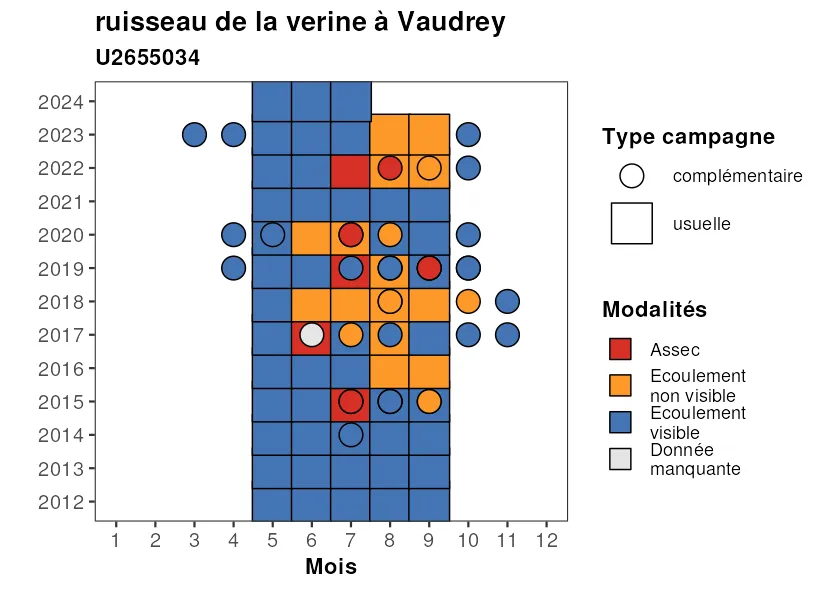 ruisseau de la verine à Vaudrey
U2655034
2024
2023
2022
2021
2020
2019
2018
2017
2016
2015
2014
2013
2012
1 2 3 4 5 6 7 8 9 10 11 12
Mois
Type campagne
complémentaire
usuelle
Modalités
Assec
Ecoulement
non visible
Ecoulement
visible
Donnée
manquante